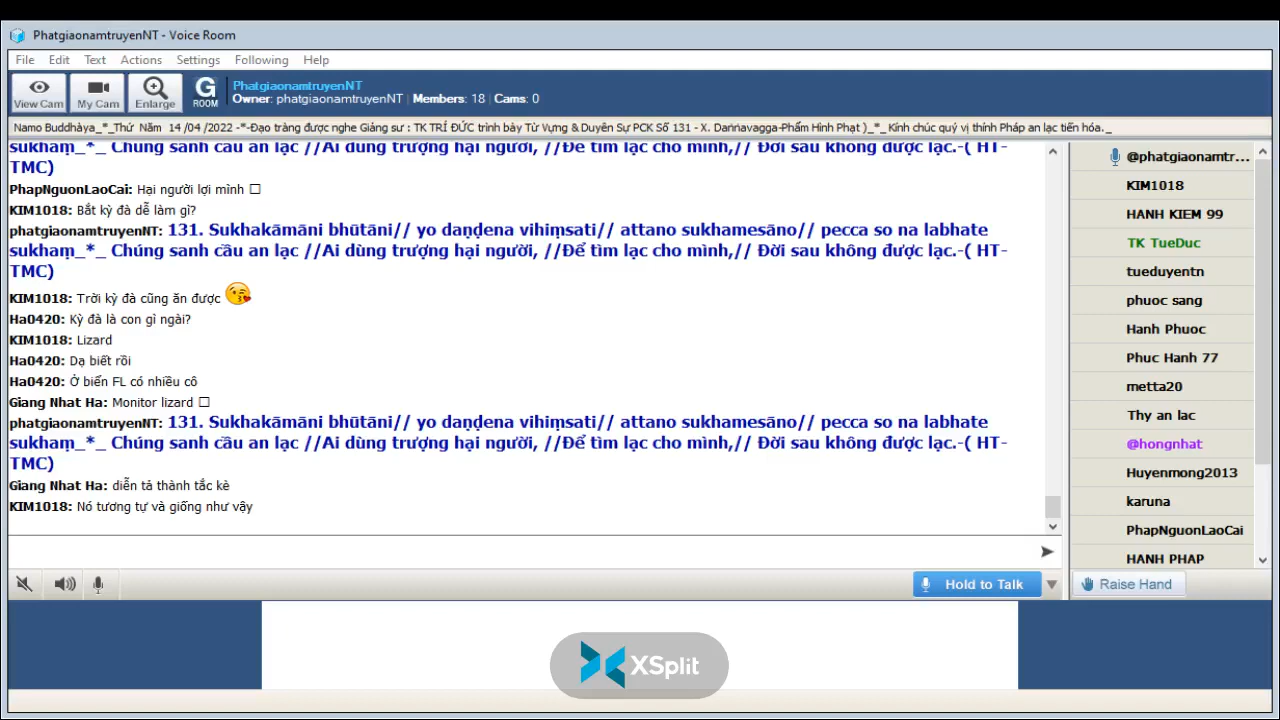 PhatgiaonamtruyenNT - Voice Room
File Edit Text Actions Settings Following Help
View Cam
My Cam
Enlarge
G ROOM
PhatgiaonamtruyenNT
Owner: phatgiaonamtruyenNT | Members: 18 | Cams: 0
Namo Buddhàya_*_Thứ Năm 14 /04 /2022 -*-Đạo tràng được nghe Giảng sư : TK TRÍ ĐỨC trình bày Từ Vựng & Duyên Sự PCK Số 131 - X. Daṇḍavagga-Phẩm Hình Phạt )_*_ Kính chúc quý vị thính Pháp an lạc tiến hóa._
sukhaṃ_*_ Chúng sanh cầu an lạc //Ai dùng trượng hại người, //Để tìm lạc cho mình,// Đời sau không được lạc.-( HT-
TMC)
PhapNguonLaoCai: Hại người lợi mình □
KIM1018: Bắt kỳ đà dễ làm gì?
phatgiaonamtruyenNT: 131. Sukhakāmāni bhūtāni// yo daṇḍena vihiṃsati// attano sukhamesāno// pecca so na labhate
sukhaṃ_*_ Chúng sanh cầu an lạc //Ai dùng trượng hại người, //Để tìm lạc cho mình,// Đời sau không được lạc.-( HT-
TMC)
KIM1018: Trời kỳ đà cũng ăn được
Ha0420: Kỳ đà là con gì ngài?
KIM1018: Lizard
Ha0420: Dạ biết rồi
Ha0420: Ở biển FL có nhiều cô
Giang Nhat Ha: Monitor lizard □
phatgiaonamtruyenNT: 131. Sukhakāmāni bhūtāni// yo daṇḍena vihiṃsati// attano sukhamesāno// pecca so na labhate
sukhaṃ_*_ Chúng sanh cầu an lạc //Ai dùng trượng hại người, //Để tìm lạc cho mình,// Đời sau không được lạc.-( HT-
TMC)
Giang Nhat Ha: diễn tả thành tắc kè
KIM1018: Nó tương tự và giống như vậy
@phatgiaonamtr...
KIM1018
HANH KIEM 99
TK TueDuc
tueduyentn
phuoc sang
Hanh Phuoc
Phuc Hanh 77
metta20
Thy an lac
@hongnhat
Huyenmong2013
karuna
PhapNguonLaoCai
HANH PHAP
Hold to Talk
Raise Hand
XSplit